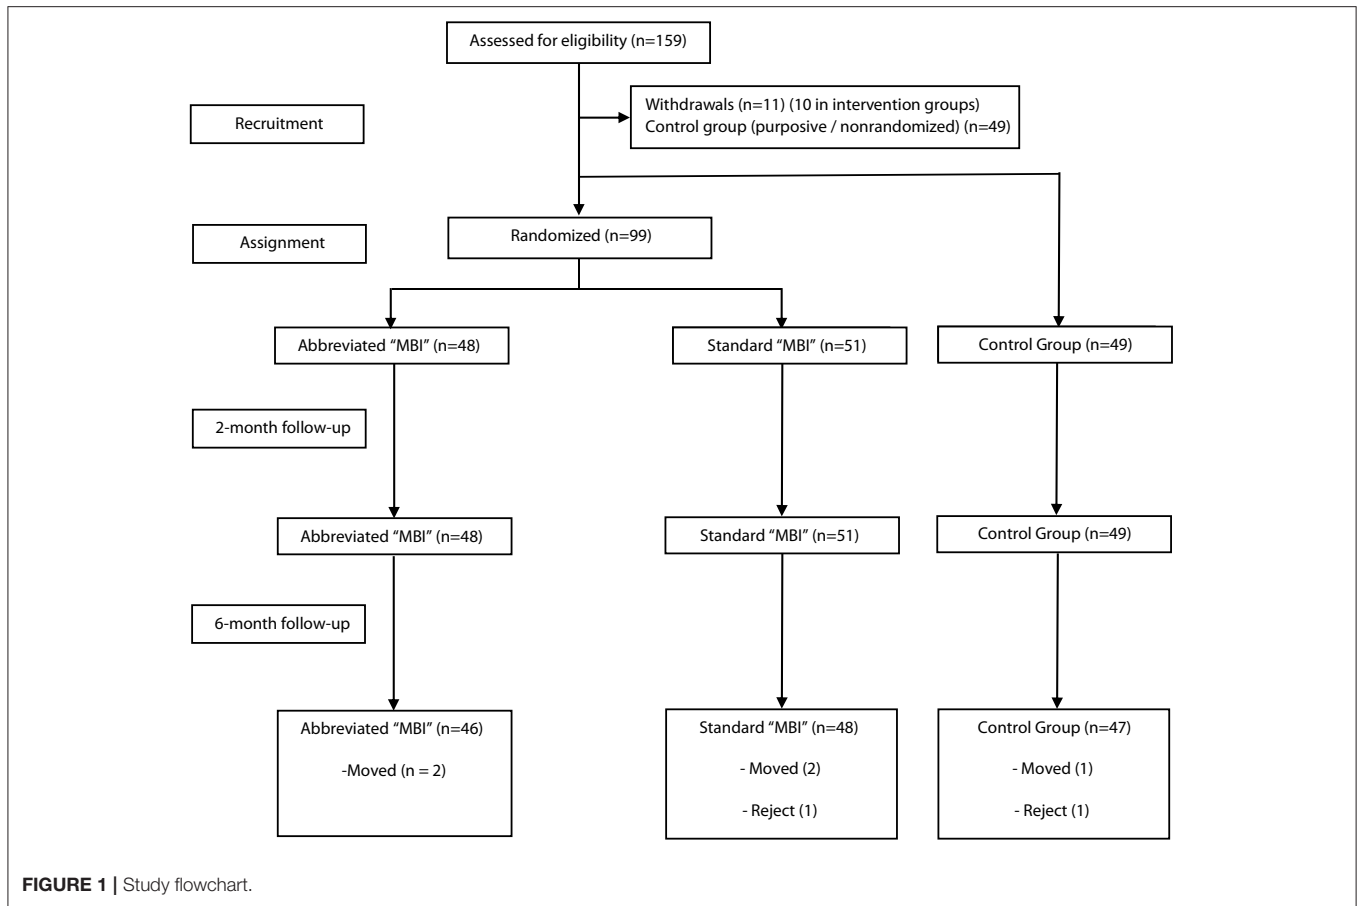 Assessed for eligibility (n=159)
Withdrawals (n=11) (10 in intervention groups)
Control group (purposive / nonrandomized) (n=49)
Recruitment
Assignment
Randomized (n=99)
Abbreviated “MBI” (n=48)
Standard “MBI” (n=51)
Control Group (n=49)
2-month follow-up
Abbreviated “MBI” (n=48)
Standard “MBI” (n=51)
Control Group (n=49)
6-month follow-up
Abbreviated “MBI” (n=46)
-Moved (n = 2)
Standard “MBI” (n=48)
- Moved (2)
- Reject (1)
Control Group (n=47)
- Moved (1)
- Reject (1)
FIGURE 1 | Study flowchart.